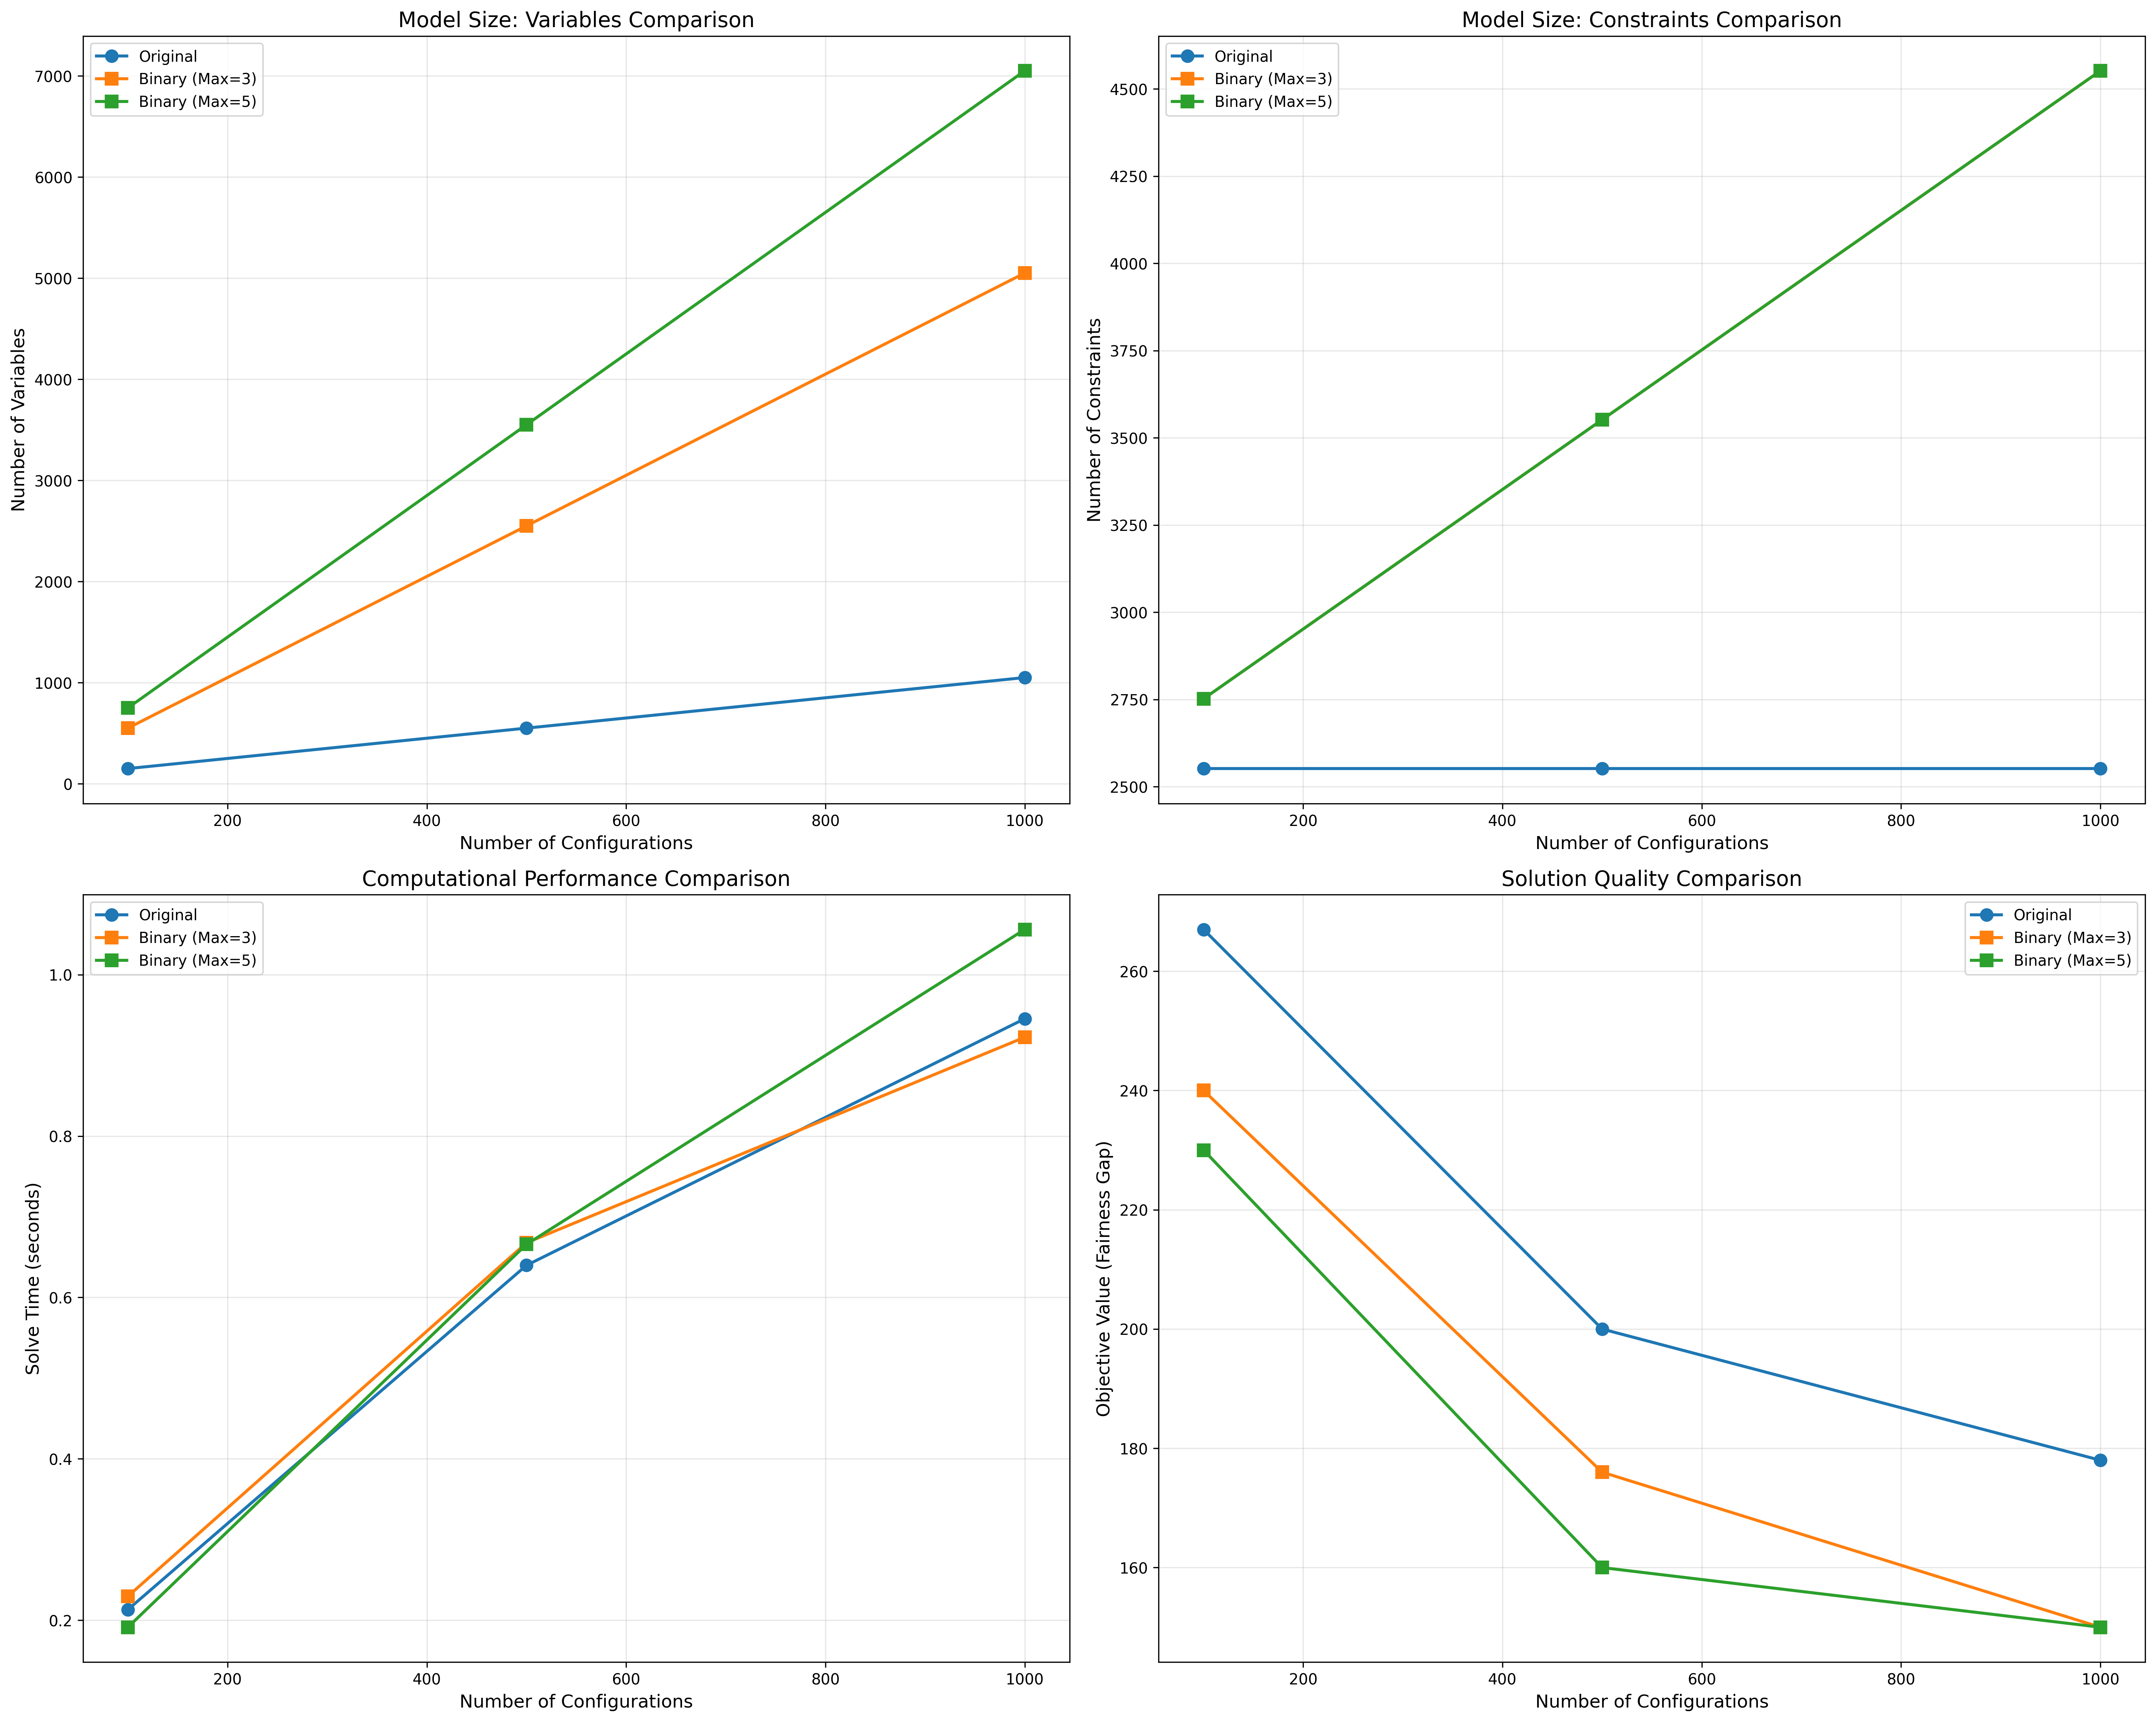 Model Size: Variables Comparison
Original
Binary (Max=3)
Binary (Max=5)
Number of Variables
7000
6000
5000
4000
3000
2000
1000
0
200
400
600
800
1000
Number of Configurations
Model Size: Constraints Comparison
Original
Binary (Max=3)
Binary (Max=5)
Number of Constraints
4500
4250
4000
3750
3500
3250
3000
2750
2500
200
400
600
800
1000
Number of Configurations
Computational Performance Comparison
Original
Binary (Max=3)
Binary (Max=5)
Solve Time (seconds)
1.0
0.8
0.6
0.4
0.2
200
400
600
800
1000
Number of Configurations
Solution Quality Comparison
Original
Binary (Max=3)
Binary (Max=5)
Objective Value (Fairness Gap)
260
240
220
200
180
160
200
400
600
800
1000
Number of Configurations